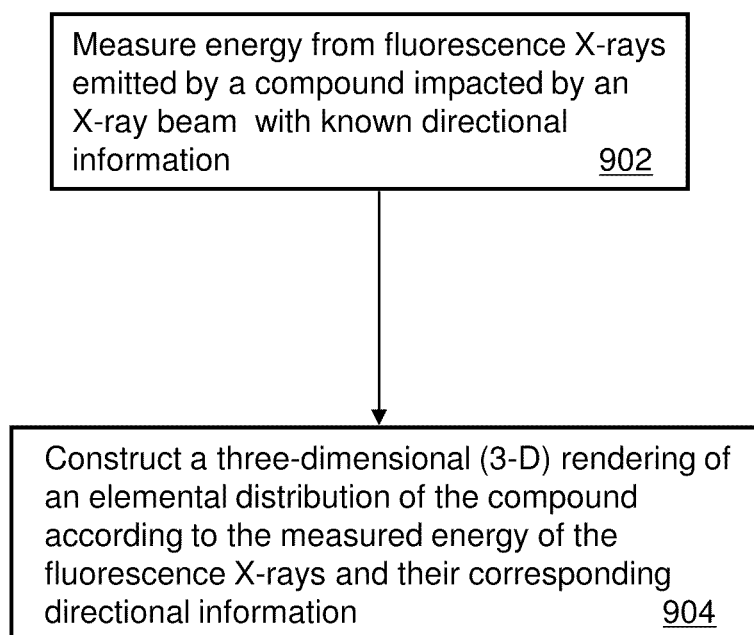 Measure energy from fluorescence X-rays
emitted by a compound impacted by an
X-ray beam with known directional
information 902
Construct a three-dimensional (3-D) rendering of
an elemental distribution of the compound
according to the measured energy of the
fluorescence X-rays and their corresponding
directional information 904